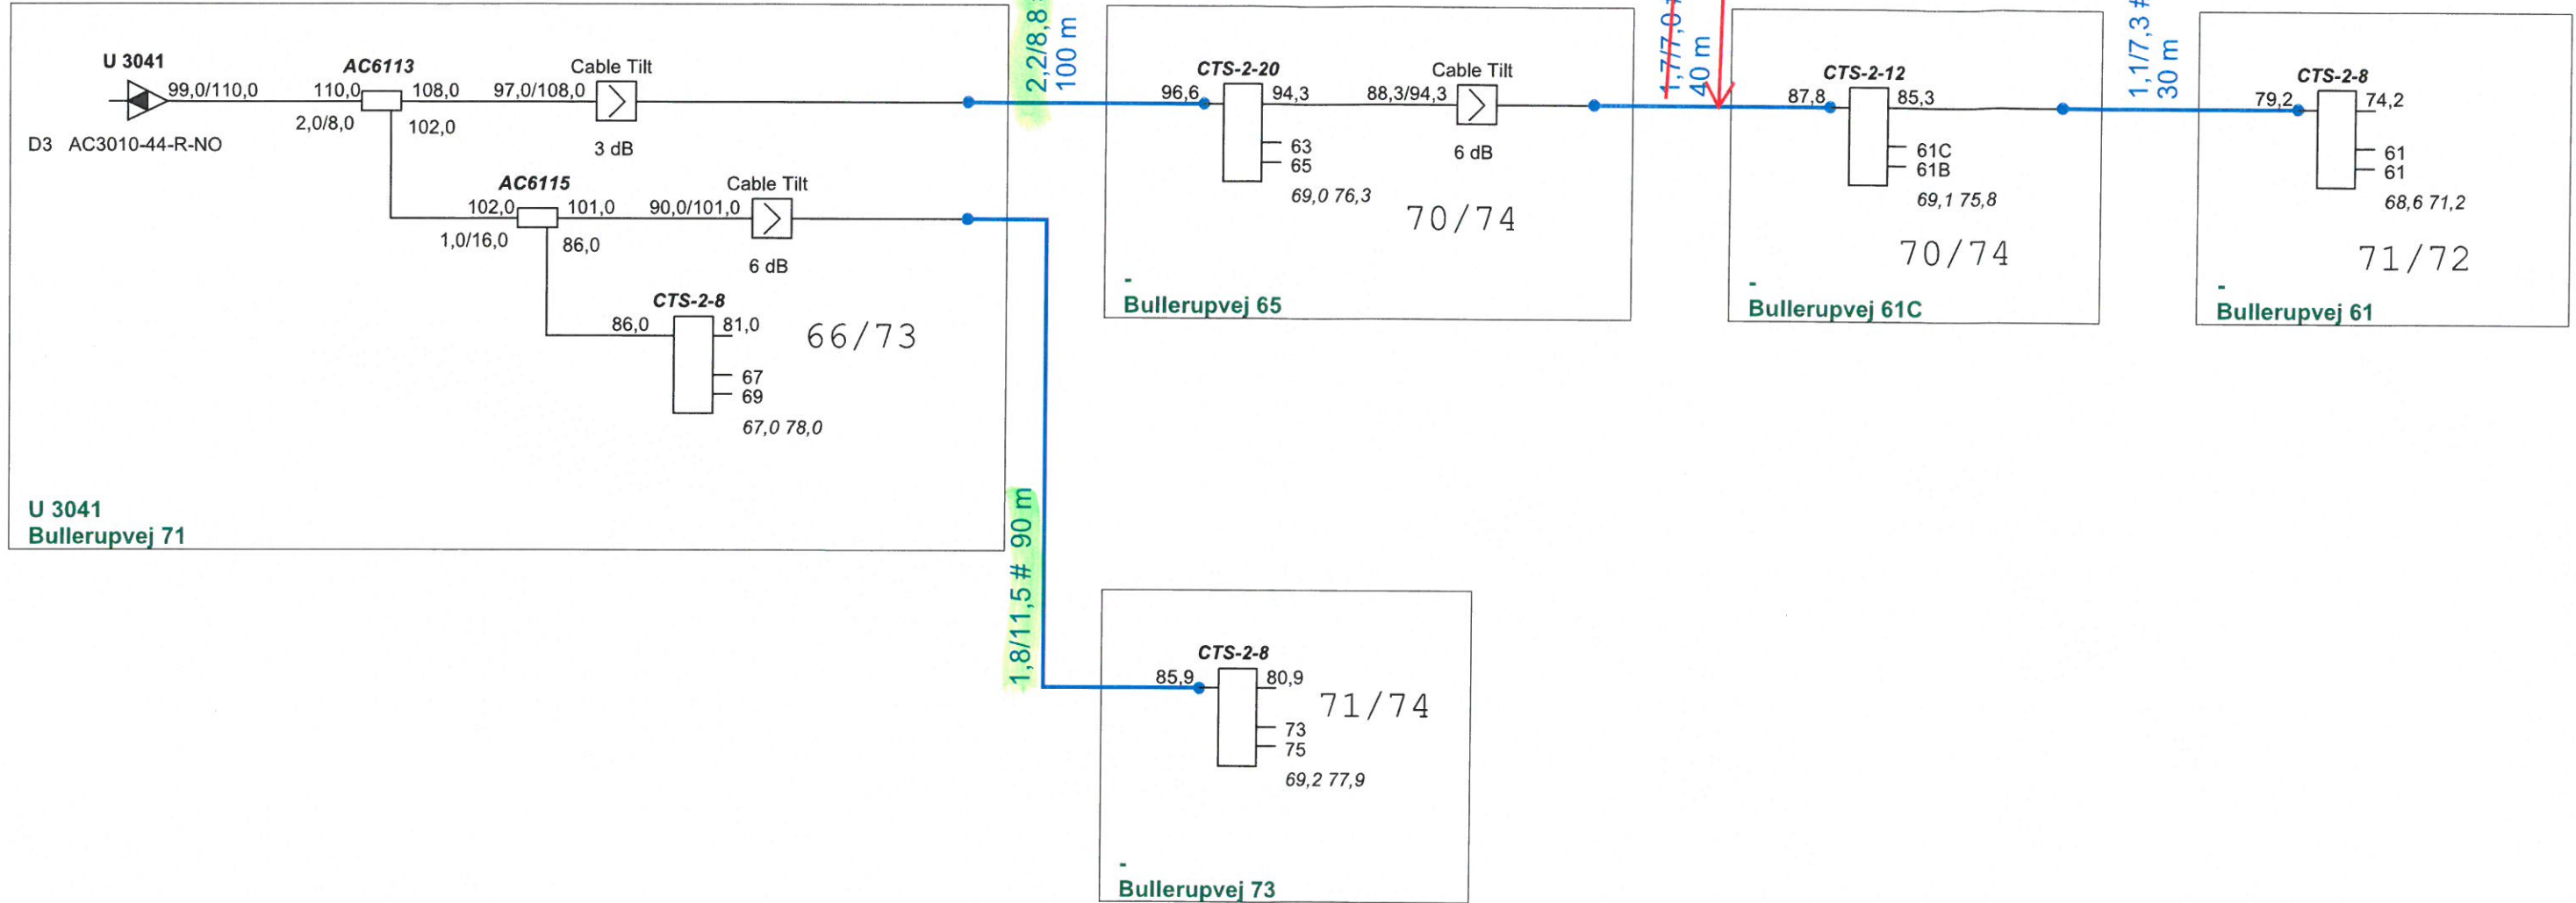 U 3041
99,0/110,0
D3 AC3010-44-R-NO
AC6113
110,0
108,0
2,0/8,0
102,0
97,0/108,0
Cable Tilt
3 dB
AC6115
102,0
101,0
1,0/16,0
86,0
90,0/101,0
Cable Tilt
6 dB
CTS-2-8
86,0
81,0
66/73
67
69
67,0 78,0
U 3041
Bullerupvej 71
2,2/8,8
100 m
CTS-2-20
96,6
94,3
88,3/94,3
Cable Tilt
6 dB
63
65
69,0 76,3
70/74
-
Bullerupvej 65
1,7/7,0
40 m
CTS-2-12
87,8
85,3
61C
61B
69,1 75,8
70/74
-
Bullerupvej 61C
1,1/7,3 #
30 m
CTS-2-8
79,2
74,2
61
61
68,6 71,2
71/72
-
Bullerupvej 61
1,8/11,5 # 90 m
CTS-2-8
85,9
80,9
71/74
73
75
69,2 77,9
-
Bullerupvej 73